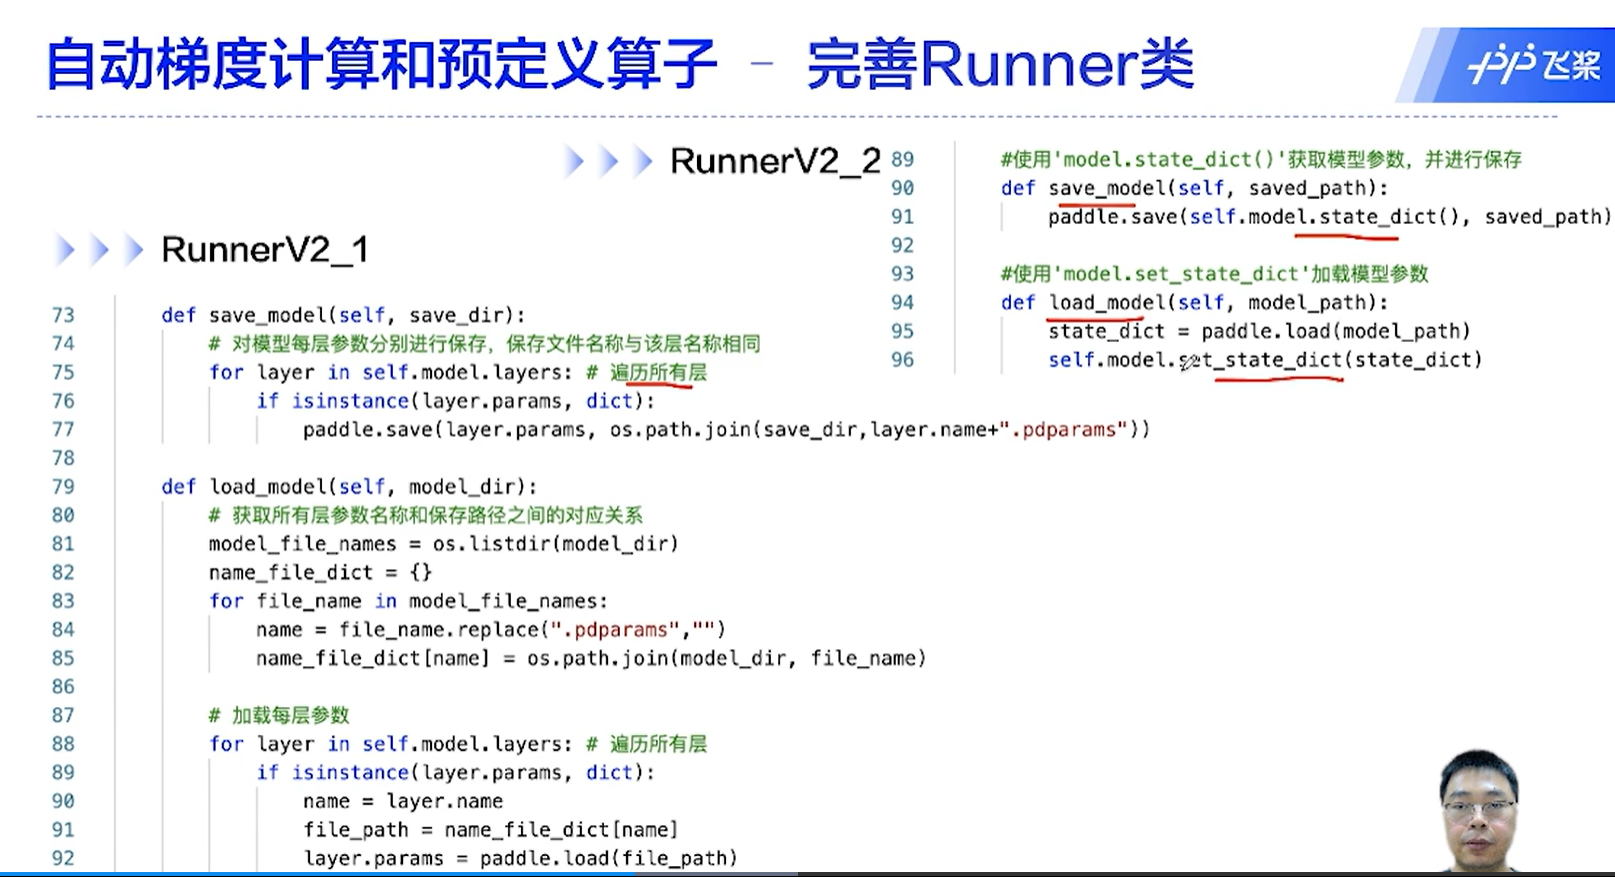 自动梯度计算和预定义算子 – 完善Runner类
飞桨
RunnerV2_1
73 def save_model(self, save_dir):
74 # 对模型每层参数分别进行保存，保存文件名称与该层名称相同
75 for layer in self.model.layers: # 遍历所有层
76 if isinstance(layer.params, dict):
77 paddle.save(layer.params, os.path.join(save_dir,layer.name+".pdparams"))
78
79 def load_model(self, model_dir):
80 # 获取所有层参数名称和保存路径之间的对应关系
81 model_file_names = os.listdir(model_dir)
82 name_file_dict = {}
83 for file_name in model_file_names:
84 name = file_name.replace(".pdparams","")
85 name_file_dict[name] = os.path.join(model_dir, file_name)
86
87 # 加载每层参数
88 for layer in self.model.layers: # 遍历所有层
89 if isinstance(layer.params, dict):
90 name = layer.name
91 file_path = name_file_dict[name]
92 layer.params = paddle.load(file_path)
RunnerV2_2
89 #使用'model.state_dict()'获取模型参数，并进行保存
90 def save_model(self, saved_path):
91 paddle.save(self.model.state_dict(), saved_path)
92
93 #使用'model.set_state_dict'加载模型参数
94 def load_model(self, model_path):
95 state_dict = paddle.load(model_path)
96 self.model.set_state_dict(state_dict)